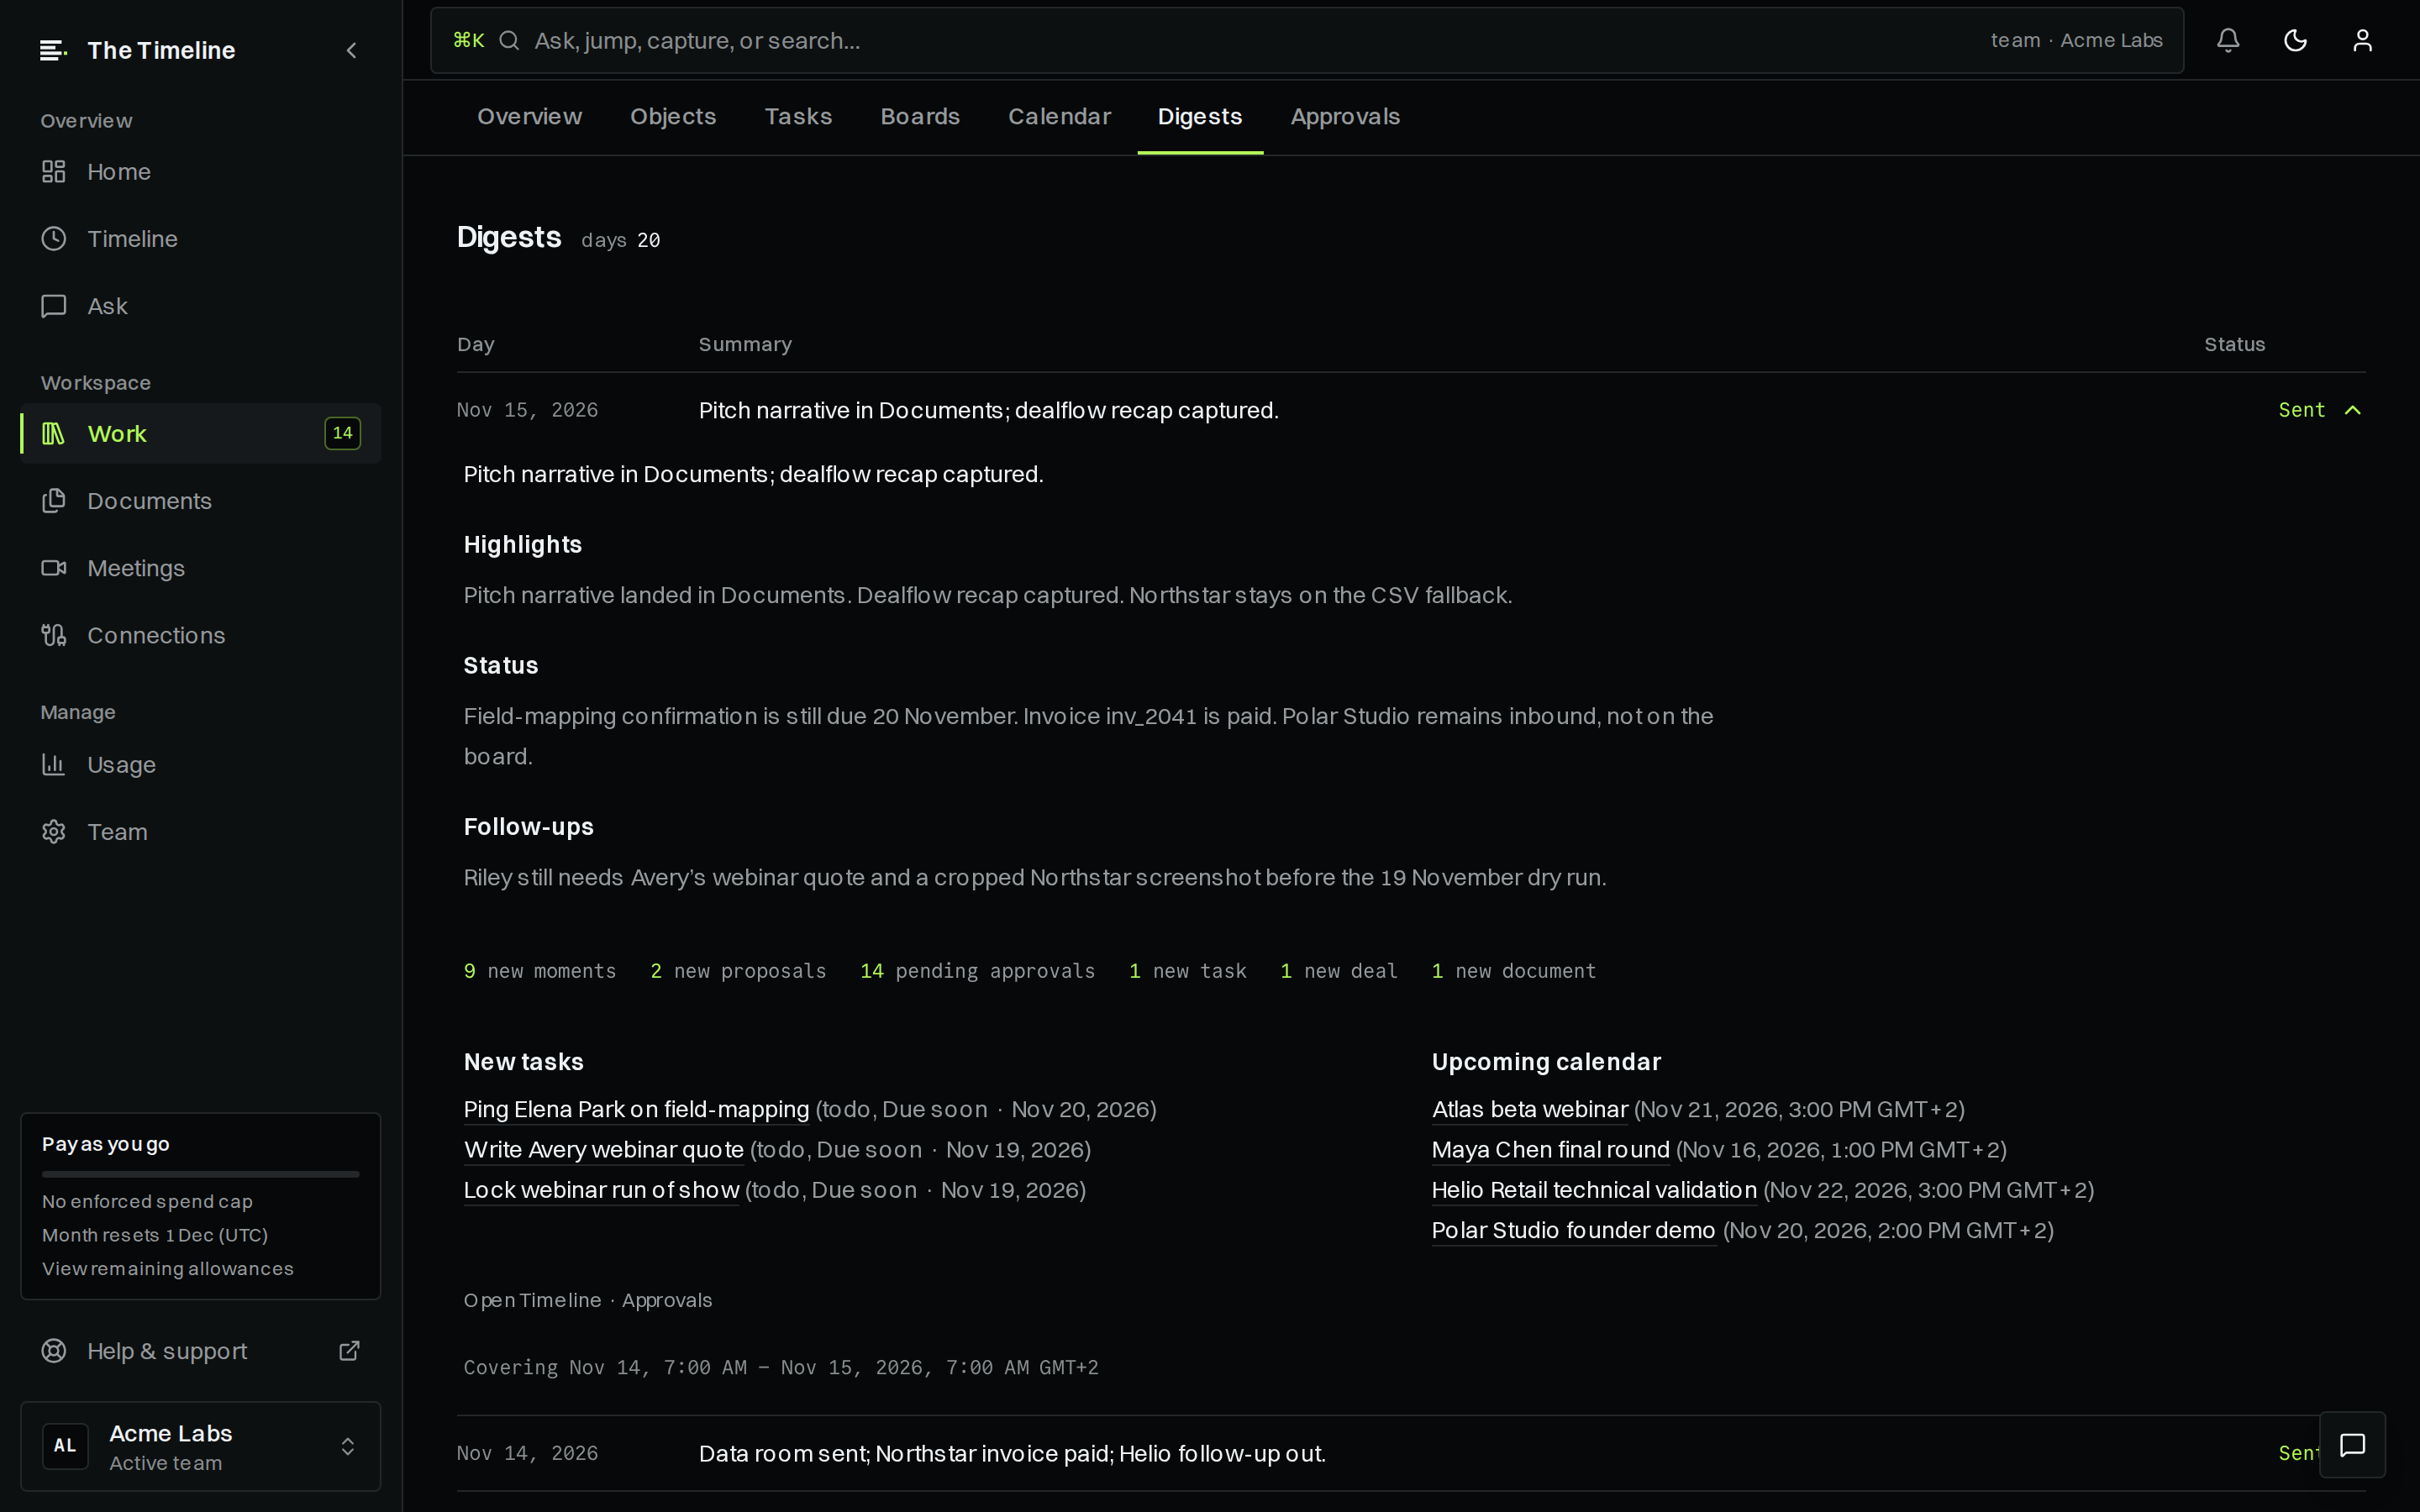 The Timeline
Overview
Home
Timeline
Ask
Workspace
Work 14
Documents
Meetings
Connections
Manage
Usage
Team
Pay as you go
No enforced spend cap
Month resets 1 Dec (UTC)
View remaining allowances
Help & support
AL
Acme Labs
Active team
⌘K Ask, jump, capture, or search... team · Acme Labs
Overview Objects Tasks Boards Calendar Digests Approvals
Digests days 20
Day Summary Status
Nov 15, 2026 Pitch narrative in Documents; dealflow recap captured. Sent
Pitch narrative in Documents; dealflow recap captured.
Highlights
Pitch narrative landed in Documents. Dealflow recap captured. Northstar stays on the CSV fallback.
Status
Field-mapping confirmation is still due 20 November. Invoice inv_2041 is paid. Polar Studio remains inbound, not on the
board.
Follow-ups
Riley still needs Avery’s webinar quote and a cropped Northstar screenshot before the 19 November dry run.
9 new moments 2 new proposals 14 pending approvals 1 new task 1 new deal 1 new document
New tasks
Ping Elena Park on field-mapping (todo, Due soon · Nov 20, 2026)
Write Avery webinar quote (todo, Due soon · Nov 19, 2026)
Lock webinar run of show (todo, Due soon · Nov 19, 2026)
Upcoming calendar
Atlas beta webinar (Nov 21, 2026, 3:00 PM GMT+2)
Maya Chen final round (Nov 16, 2026, 1:00 PM GMT+2)
Helio Retail technical validation (Nov 22, 2026, 3:00 PM GMT+2)
Polar Studio founder demo (Nov 20, 2026, 2:00 PM GMT+2)
Open Timeline · Approvals
Covering Nov 14, 7:00 AM – Nov 15, 2026, 7:00 AM GMT+2
Nov 14, 2026 Data room sent; Northstar invoice paid; Helio follow-up out. Sent